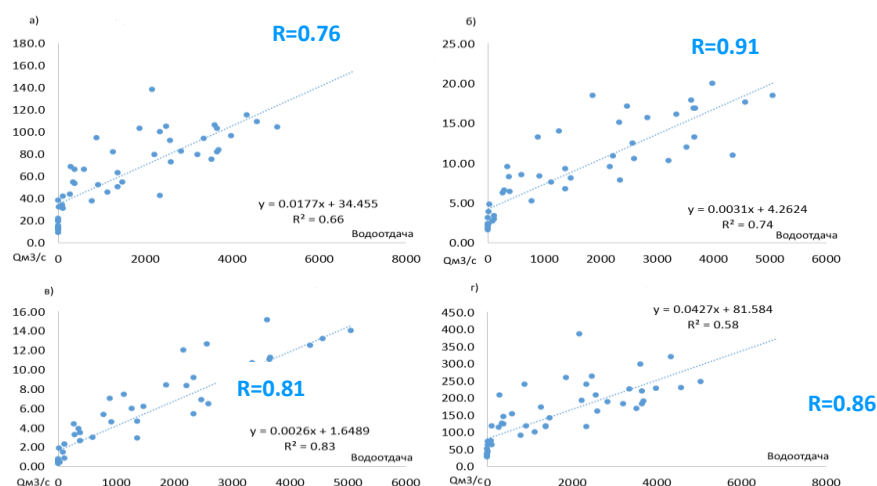 а)
R=0.76
180.0
160.0
140.0
120.0
100.0
80.0
60.0
40.0
20.0
0.0
y = 0.0177x + 34.455
R² = 0.66
Водоотдача
Qм3/с
0 2000 4000 6000 8000
б)
R=0.91
25.00
20.00
15.00
10.00
5.00
0.00
y = 0.0031x + 4.2624
R² = 0.74
Водоотдача
Qм3/с
0 1000 2000 3000 4000 5000 6000
в)
16.00
14.00
12.00
10.00
8.00
6.00
4.00
2.00
0.00
R=0.81
y = 0.0026x + 1.6489
R² = 0.83
Водоотдача
Qм3/с
0 1000 2000 3000 4000 5000 6000
г)
y = 0.0427x + 81.584
R² = 0.58
450.0
400.0
350.0
300.0
250.0
200.0
150.0
100.0
50.0
0.0
R=0.86
Водоотдача
Qм3/с
0 2000 4000 6000 8000